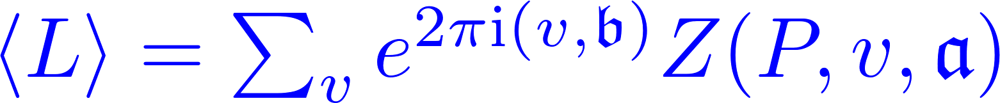 ⟨L⟩ = ∑_v e^{2πi(v,𝔟)} Z(P, v, 𝔞)